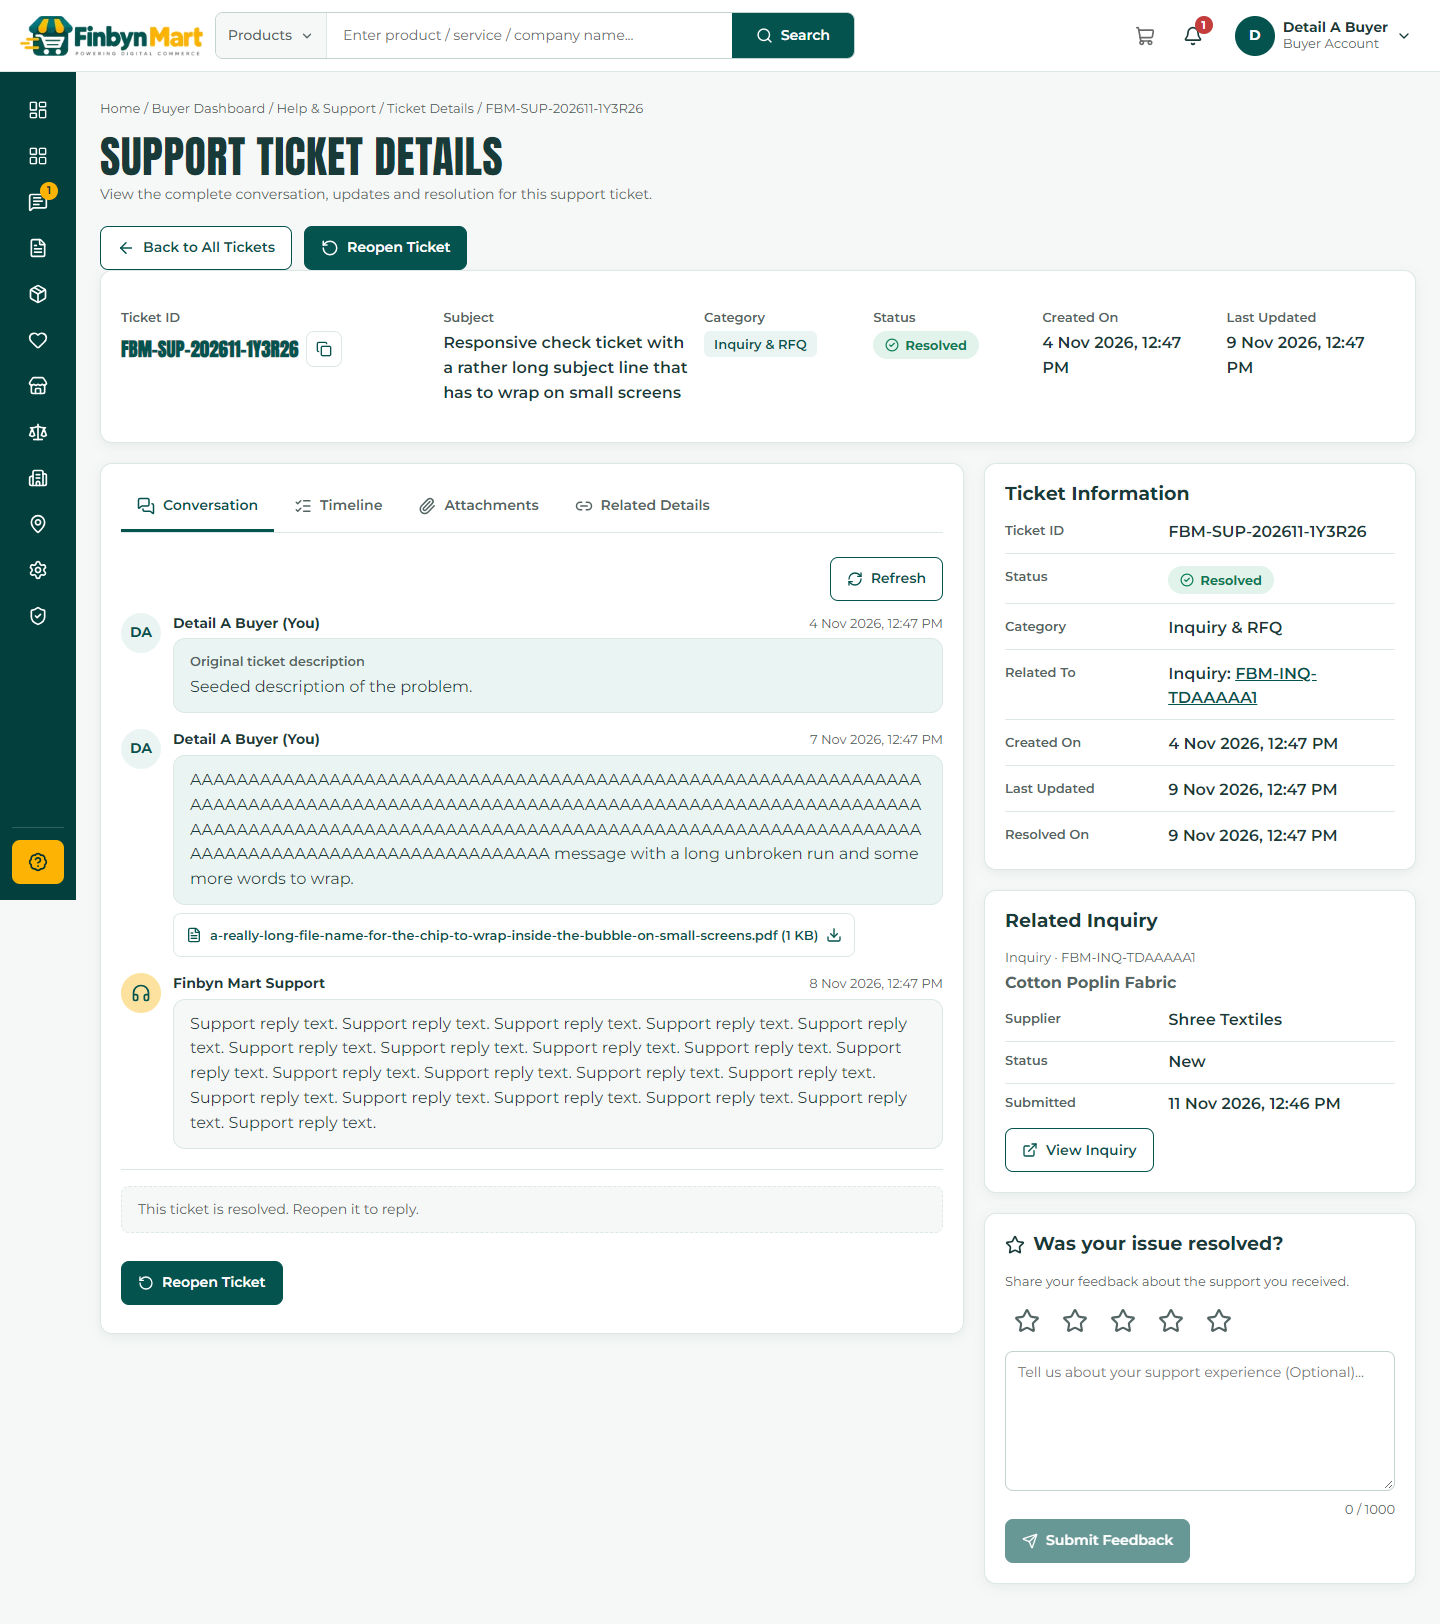 FinbynMart
POWERING DIGITAL COMMERCE
Products
Enter product / service / company name...
Search
1
D
Detail A Buyer
Buyer Account
1
Home / Buyer Dashboard / Help & Support / Ticket Details / FBM-SUP-202611-1Y3R26
SUPPORT TICKET DETAILS
View the complete conversation, updates and resolution for this support ticket.
Back to All Tickets
Reopen Ticket
Ticket ID
FBM-SUP-202611-1Y3R26
Subject
Responsive check ticket with
a rather long subject line that
has to wrap on small screens
Category
Inquiry & RFQ
Status
Resolved
Created On
4 Nov 2026, 12:47
PM
Last Updated
9 Nov 2026, 12:47
PM
Conversation
Timeline
Attachments
Related Details
Refresh
DA
Detail A Buyer (You)
4 Nov 2026, 12:47 PM
Original ticket description
Seeded description of the problem.
DA
Detail A Buyer (You)
7 Nov 2026, 12:47 PM
AAAAAAAAAAAAAAAAAAAAAAAAAAAAAAAAAAAAAAAAAAAAAAAAAAAAAAAAAAAAAAA
AAAAAAAAAAAAAAAAAAAAAAAAAAAAAAAAAAAAAAAAAAAAAAAAAAAAAAAAAAAAAAA
AAAAAAAAAAAAAAAAAAAAAAAAAAAAAAAAAAAAAAAAAAAAAAAAAAAAAAAAAAAAAAA
AAAAAAAAAAAAAAAAAAAAAAAAAAAAAAA message with a long unbroken run and some
more words to wrap.
a-really-long-file-name-for-the-chip-to-wrap-inside-the-bubble-on-small-screens.pdf (1 KB)
Finbyn Mart Support
8 Nov 2026, 12:47 PM
Support reply text. Support reply text. Support reply text. Support reply text. Support reply
text. Support reply text. Support reply text. Support reply text. Support reply text. Support
reply text. Support reply text. Support reply text. Support reply text. Support reply text.
Support reply text. Support reply text. Support reply text. Support reply text. Support reply
text. Support reply text.
This ticket is resolved. Reopen it to reply.
Reopen Ticket
Ticket Information
Ticket ID
FBM-SUP-202611-1Y3R26
Status
Resolved
Category
Inquiry & RFQ
Related To
Inquiry: FBM-INQ-
TDAAAAA1
Created On
4 Nov 2026, 12:47 PM
Last Updated
9 Nov 2026, 12:47 PM
Resolved On
9 Nov 2026, 12:47 PM
Related Inquiry
Inquiry · FBM-INQ-TDAAAAA1
Cotton Poplin Fabric
Supplier
Shree Textiles
Status
New
Submitted
11 Nov 2026, 12:46 PM
View Inquiry
Was your issue resolved?
Share your feedback about the support you received.
Tell us about your support experience (Optional)...
0 / 1000
Submit Feedback